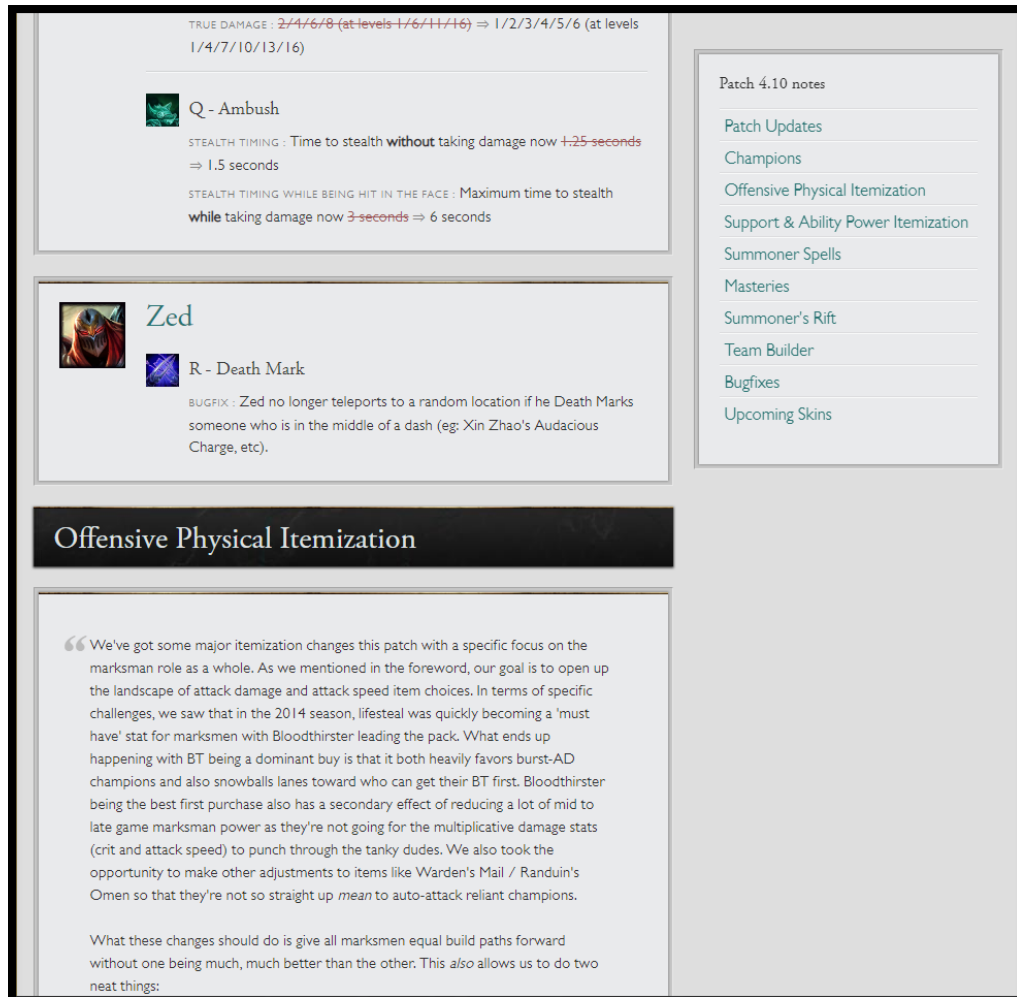 TRUE DAMAGE : 2/4/6/8 (at levels 1/6/11/16) ⇒ 1/2/3/4/5/6 (at levels
1/4/7/10/13/16)
Q - Ambush
STEALTH TIMING : Time to stealth without taking damage now 1.25 seconds
⇒ 1.5 seconds
STEALTH TIMING WHILE BEING HIT IN THE FACE : Maximum time to stealth
while taking damage now 3 seconds ⇒ 6 seconds
Zed
R - Death Mark
BUGFIX : Zed no longer teleports to a random location if he Death Marks
someone who is in the middle of a dash (eg: Xin Zhao's Audacious
Charge, etc).
Offensive Physical Itemization
“ We've got some major itemization changes this patch with a specific focus on the
marksman role as a whole. As we mentioned in the foreword, our goal is to open up
the landscape of attack damage and attack speed item choices. In terms of specific
challenges, we saw that in the 2014 season, lifesteal was quickly becoming a 'must
have' stat for marksmen with Bloodthirster leading the pack. What ends up
happening with BT being a dominant buy is that it both heavily favors burst-AD
champions and also snowballs lanes toward who can get their BT first. Bloodthirster
being the best first purchase also has a secondary effect of reducing a lot of mid to
late game marksman power as they're not going for the multiplicative damage stats
(crit and attack speed) to punch through the tanky dudes. We also took the
opportunity to make other adjustments to items like Warden's Mail / Randuin's
Omen so that they're not so straight up mean to auto-attack reliant champions.
What these changes should do is give all marksmen equal build paths forward
without one being much, much better than the other. This also allows us to do two
neat things:
Patch 4.10 notes
Patch Updates
Champions
Offensive Physical Itemization
Support & Ability Power Itemization
Summoner Spells
Masteries
Summoner's Rift
Team Builder
Bugfixes
Upcoming Skins